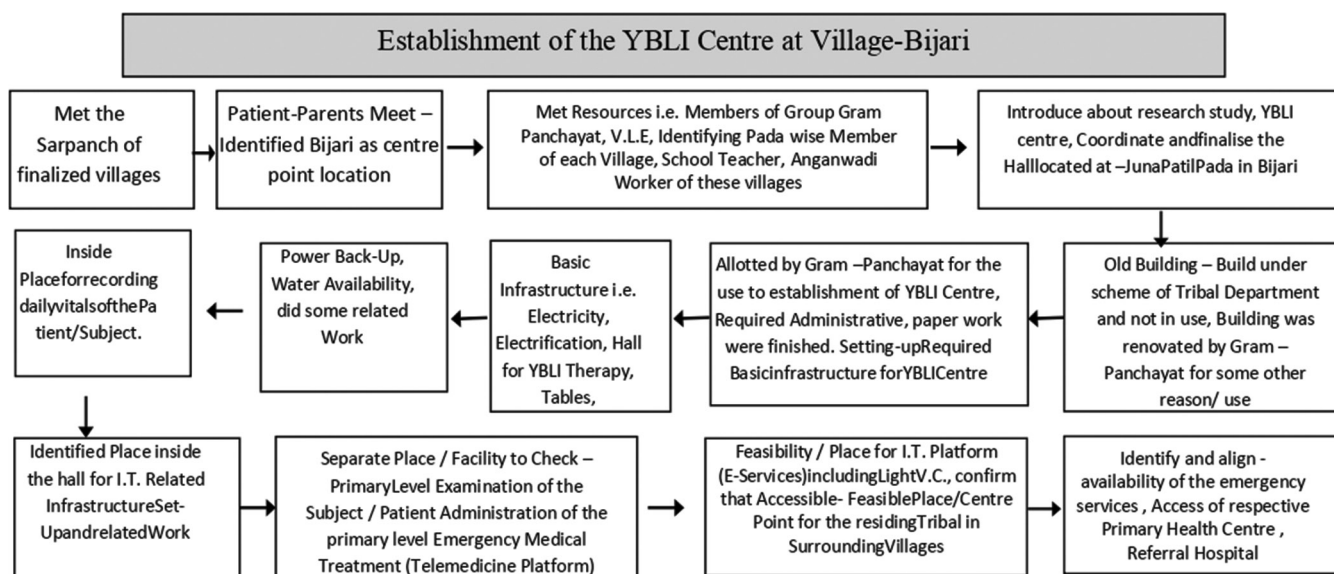 Establishment of the YBLI Centre at Village-Bijari
Met the
Sarpanch of
finalized villages
Patient-Parents Meet –
Identified Bijari as centre
point location
Met Resources i.e. Members of Group Gram
Panchayat, V.L.E, Identifying Pada wise Member
of each Village, School Teacher, Anganwadi
Worker of these villages
Introduce about research study, YBLI
centre, Coordinate andfinalise the
Halllocated at –JunaPatilPada in Bijari
Old Building – Build under
scheme of Tribal Department
and not in use, Building was
renovated by Gram –
Panchayat for some other
reason/ use
Allotted by Gram –Panchayat for the
use to establishment of YBLI Centre,
Required Administrative, paper work
were finished. Setting-upRequired
Basicinfrastructure forYBLICentre
Basic
Infrastructure i.e.
Electricity,
Electrification, Hall
for YBLI Therapy,
Tables,
Power Back-Up,
Water Availability,
did some related
Work
Inside
Placeforrecording
dailyvitalsofthePa
tient/Subject.
Identified Place inside
the hall for I.T. Related
InfrastructureSet-
UpandrelatedWork
Separate Place / Facility to Check –
PrimaryLevel Examination of the
Subject / Patient Administration of the
primary level Emergency Medical
Treatment (Telemedicine Platform)
Feasibility / Place for I.T. Platform
(E-Services)includingLightV.C., confirm
that Accessible- FeasiblePlace/Centre
Point for the residingTribal in
SurroundingVillages
Identify and align -
availability of the emergency
services , Access of respective
Primary Health Centre ,
Referral Hospital